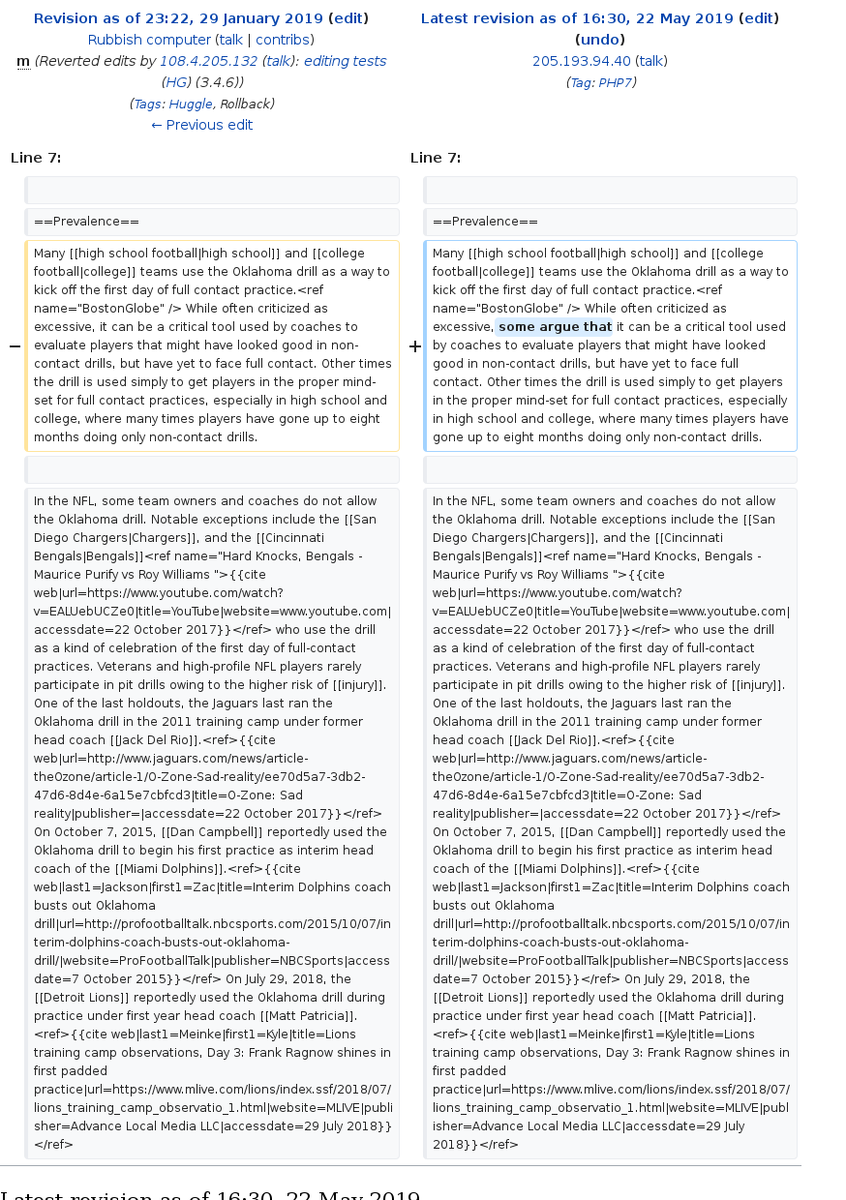 Revision as of 23:22, 29 January 2019 (edit)
Rubbish computer (talk | contribs)
m (Reverted edits by 108.4.205.132 (talk): editing tests
(HG) (3.4.6))
(Tags: Huggle, Rollback)
← Previous edit
Latest revision as of 16:30, 22 May 2019 (edit)
(undo)
205.193.94.40 (talk)
(Tag: PHP7)
Line 7:
==Prevalence==
−
Many [[high school football|high school]] and [[college
football|college]] teams use the Oklahoma drill as a way to
kick off the first day of full contact practice.<ref
name="BostonGlobe" /> While often criticized as
excessive, it can be a critical tool used by coaches to
evaluate players that might have looked good in non-
contact drills, but have yet to face full contact. Other times
the drill is used simply to get players in the proper mind-
set for full contact practices, especially in high school and
college, where many times players have gone up to eight
months doing only non-contact drills.
In the NFL, some team owners and coaches do not allow
the Oklahoma drill. Notable exceptions include the [[San
Diego Chargers|Chargers]], and the [[Cincinnati
Bengals|Bengals]]<ref name="Hard Knocks, Bengals -
Maurice Purify vs Roy Williams ">{{cite
web|url=https://www.youtube.com/watch?
v=EALUebUCZe0|title=YouTube|website=www.youtube.com|
accessdate=22 October 2017}}</ref> who use the drill
as a kind of celebration of the first day of full-contact
practices. Veterans and high-profile NFL players rarely
participate in pit drills owing to the higher risk of [[injury]].
One of the last holdouts, the Jaguars last ran the
Oklahoma drill in the 2011 training camp under former
head coach [[Jack Del Rio]].<ref>{{cite
web|url=http://www.jaguars.com/news/article-
theOzone/article-1/O-Zone-Sad-reality/ee70d5a7-3db2-
47d6-8d4e-6a15e7cbfcd3|title=O-Zone: Sad
reality|publisher=|accessdate=22 October 2017}}</ref>
On October 7, 2015, [[Dan Campbell]] reportedly used the
Oklahoma drill to begin his first practice as interim head
coach of the [[Miami Dolphins]].<ref>{{cite
web|last1=Jackson|first1=Zac|title=Interim Dolphins coach
busts out Oklahoma
drill|url=http://profootballtalk.nbcsports.com/2015/10/07/in
terim-dolphins-coach-busts-out-oklahoma-
drill/|website=ProFootballTalk|publisher=NBCSports|access
date=7 October 2015}}</ref> On July 29, 2018, the
[[Detroit Lions]] reportedly used the Oklahoma drill during
practice under first year head coach [[Matt Patricia]].
<ref>{{cite web|last1=Meinke|first1=Kyle|title=Lions
training camp observations, Day 3: Frank Ragnow shines in
first padded
practice|url=https://www.mlive.com/lions/index.ssf/2018/07/
lions_training_camp_observatio_1.html|website=MLIVE|publi
sher=Advance Local Media LLC|accessdate=29 July 2018}}
</ref>
Line 7:
==Prevalence==
+
Many [[high school football|high school]] and [[college
football|college]] teams use the Oklahoma drill as a way to
kick off the first day of full contact practice.<ref
name="BostonGlobe" /> While often criticized as
excessive, some argue that it can be a critical tool used
by coaches to evaluate players that might have looked
good in non-contact drills, but have yet to face full
contact. Other times the drill is used simply to get players
in the proper mind-set for full contact practices, especially
in high school and college, where many times players have
gone up to eight months doing only non-contact drills.
In the NFL, some team owners and coaches do not allow
the Oklahoma drill. Notable exceptions include the [[San
Diego Chargers|Chargers]], and the [[Cincinnati
Bengals|Bengals]]<ref name="Hard Knocks, Bengals -
Maurice Purify vs Roy Williams ">{{cite
web|url=https://www.youtube.com/watch?
v=EALUebUCZe0|title=YouTube|website=www.youtube.com|
accessdate=22 October 2017}}</ref> who use the drill
as a kind of celebration of the first day of full-contact
practices. Veterans and high-profile NFL players rarely
participate in pit drills owing to the higher risk of [[injury]].
One of the last holdouts, the Jaguars last ran the
Oklahoma drill in the 2011 training camp under former
head coach [[Jack Del Rio]].<ref>{{cite
web|url=http://www.jaguars.com/news/article-
theOzone/article-1/O-Zone-Sad-reality/ee70d5a7-3db2-
47d6-8d4e-6a15e7cbfcd3|title=O-Zone: Sad
reality|publisher=|accessdate=22 October 2017}}</ref>
On October 7, 2015, [[Dan Campbell]] reportedly used the
Oklahoma drill to begin his first practice as interim head
coach of the [[Miami Dolphins]].<ref>{{cite
web|last1=Jackson|first1=Zac|title=Interim Dolphins coach
busts out Oklahoma
drill|url=http://profootballtalk.nbcsports.com/2015/10/07/in
terim-dolphins-coach-busts-out-oklahoma-
drill/|website=ProFootballTalk|publisher=NBCSports|access
date=7 October 2015}}</ref> On July 29, 2018, the
[[Detroit Lions]] reportedly used the Oklahoma drill during
practice under first year head coach [[Matt Patricia]].
<ref>{{cite web|last1=Meinke|first1=Kyle|title=Lions
training camp observations, Day 3: Frank Ragnow shines in
first padded
practice|url=https://www.mlive.com/lions/index.ssf/2018/07/
lions_training_camp_observatio_1.html|website=MLIVE|publ
isher=Advance Local Media LLC|accessdate=29 July
2018}}</ref>
Latest revision as of 16:30, 22 May 2019